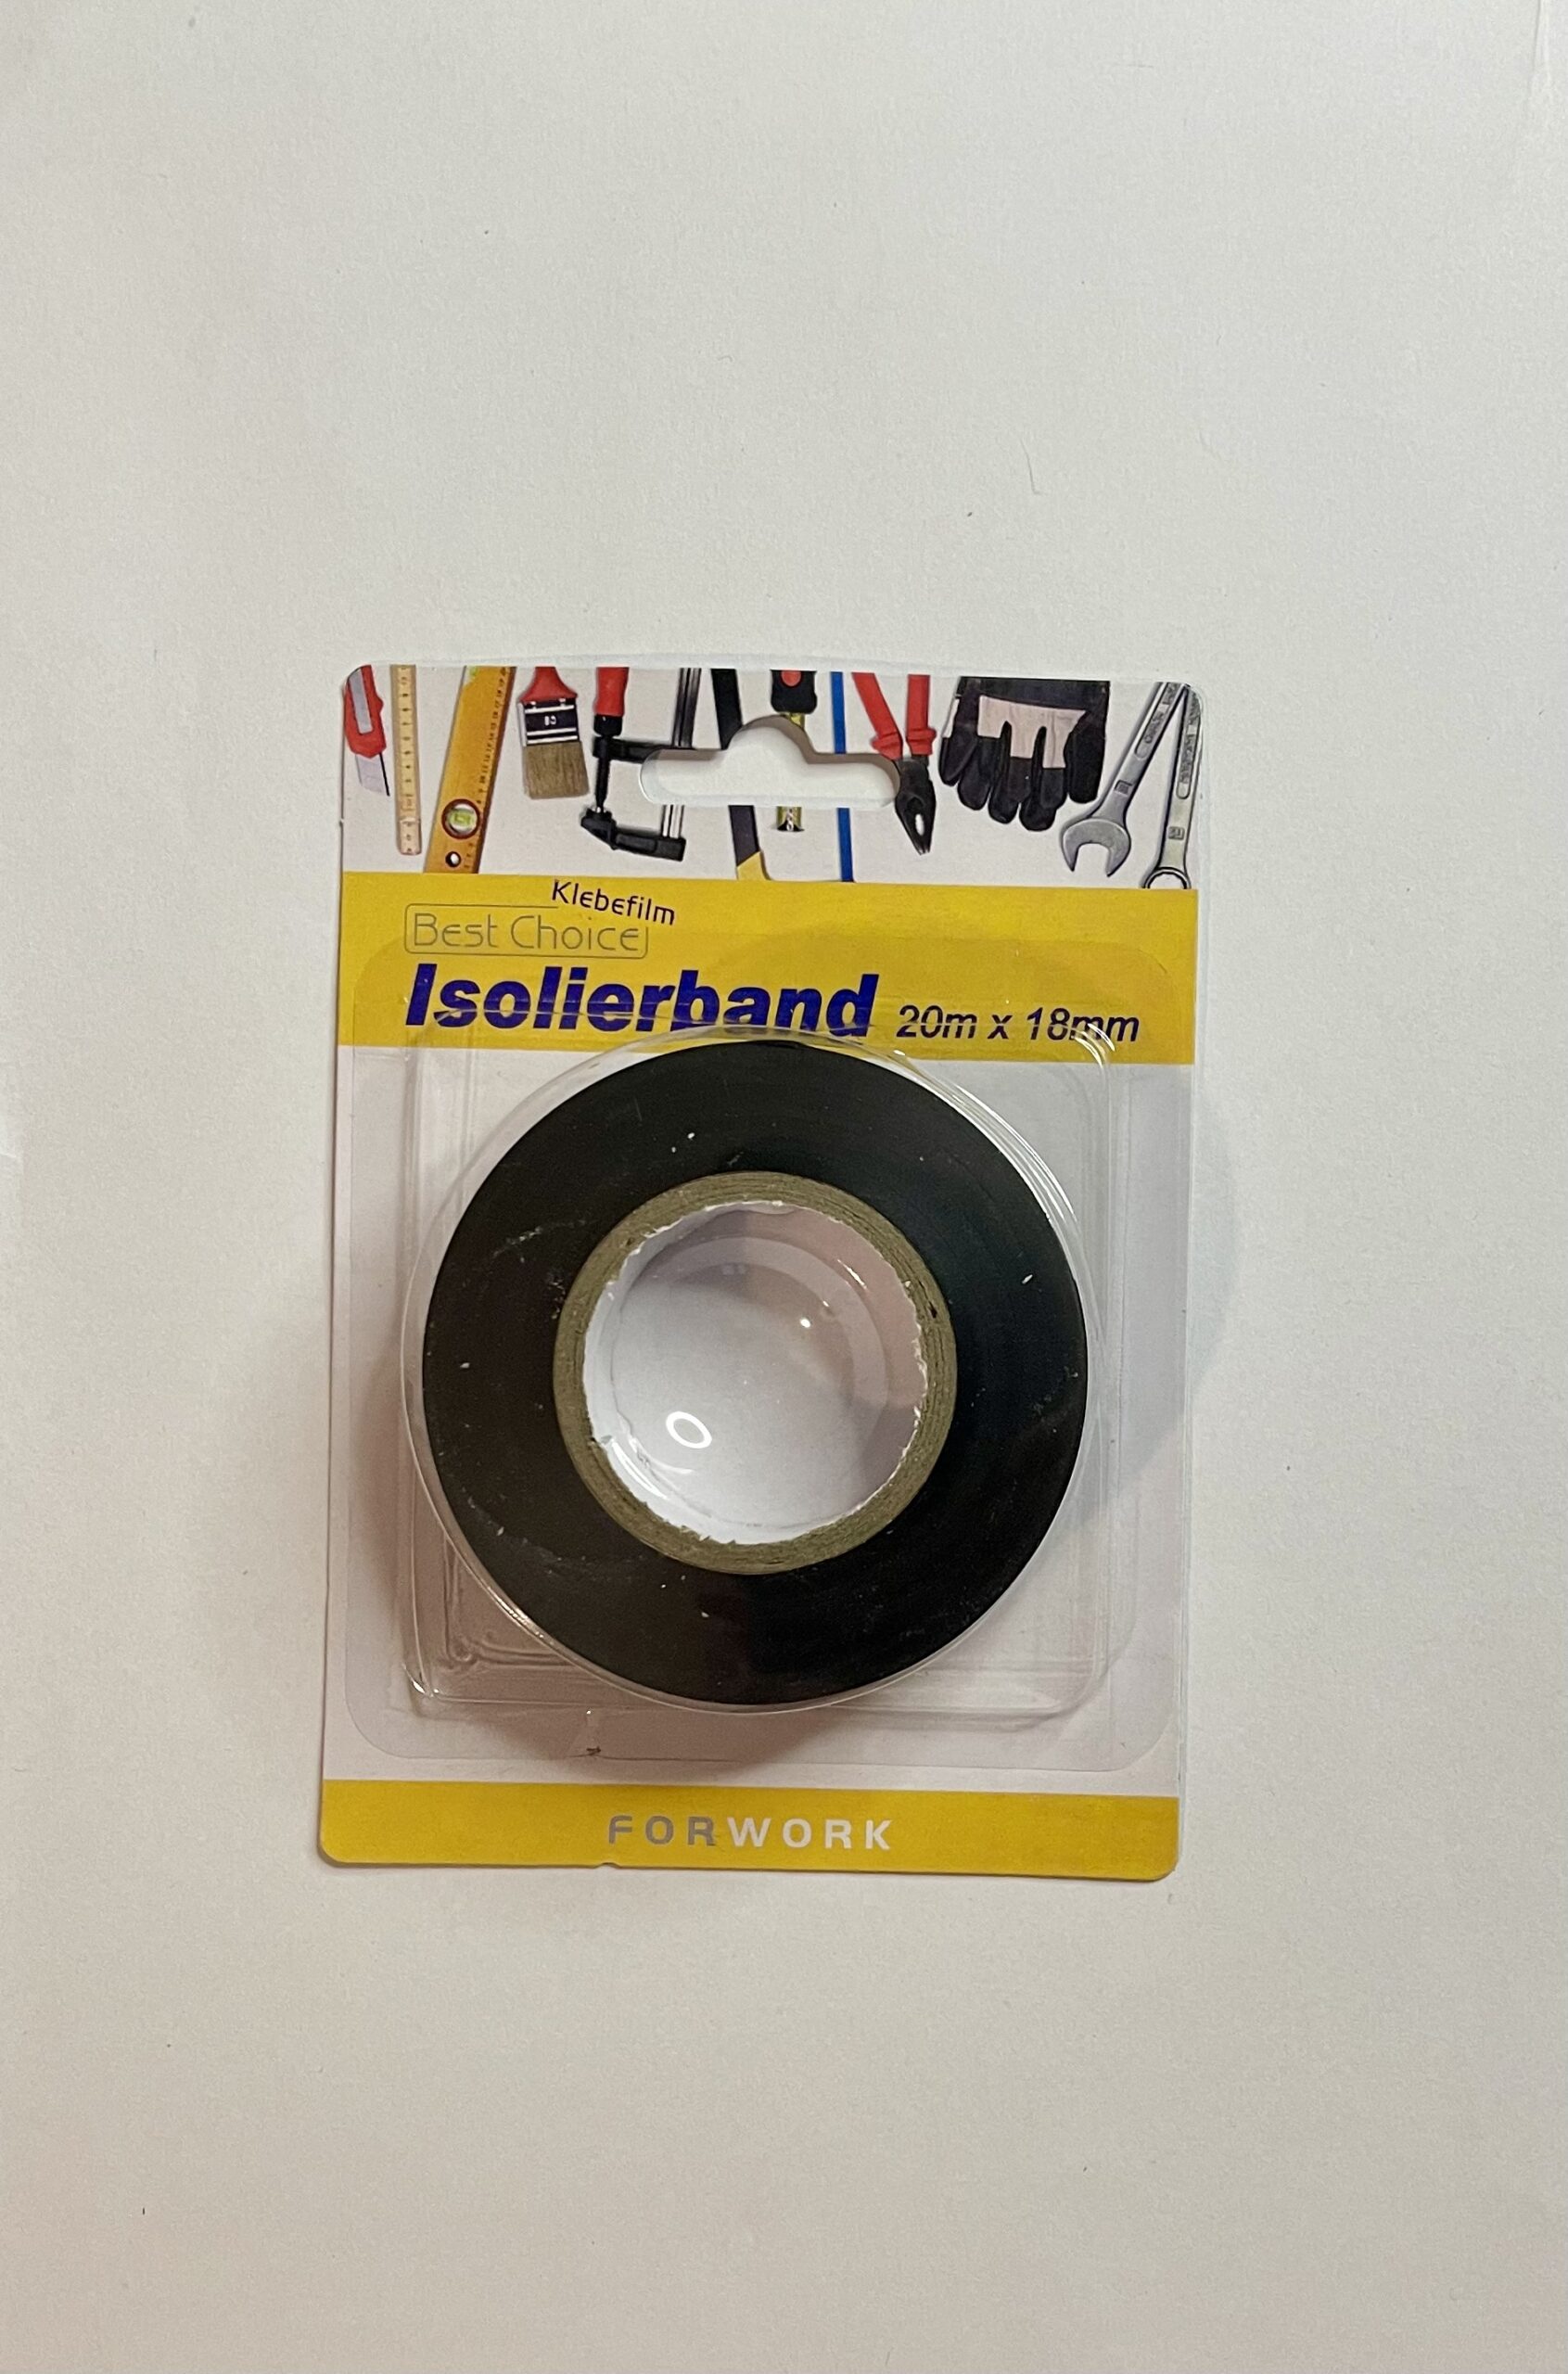 Klebefilm
Best Choice
Isolierband 20m x 18mm
FORWORK